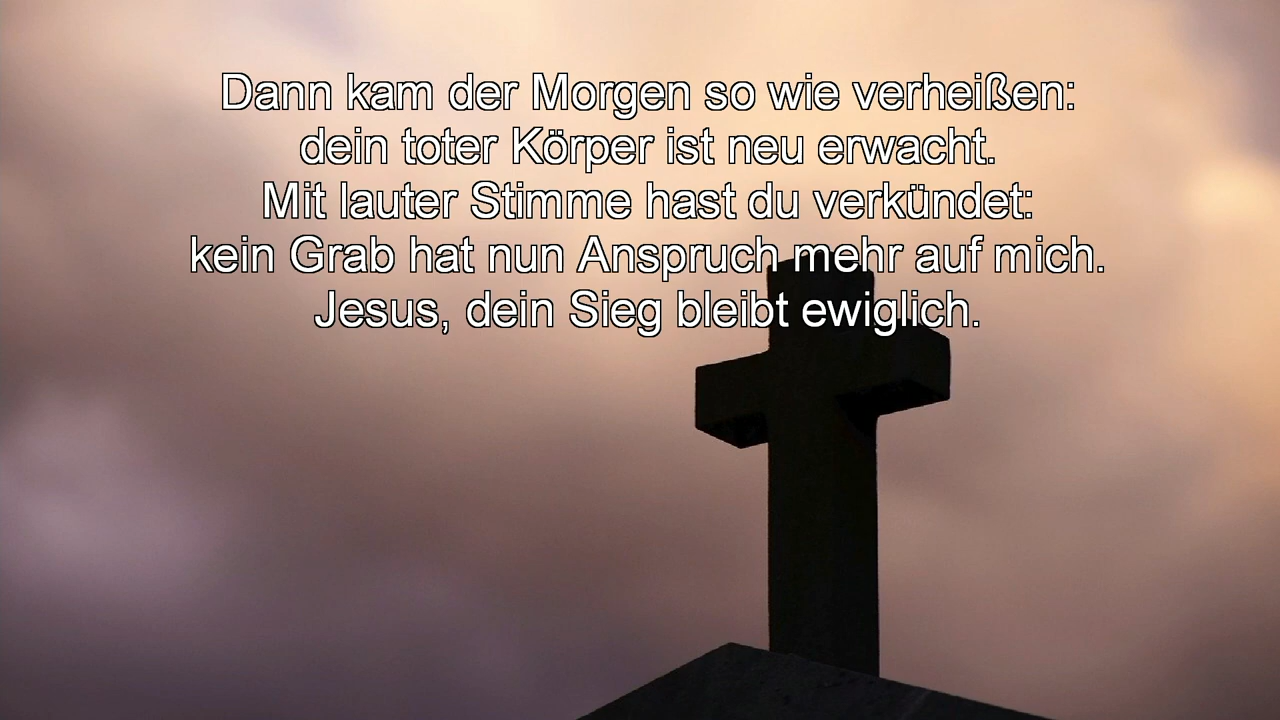 Dann kam der Morgen so wie verheißen:
dein toter Körper ist neu erwacht.
Mit lauter Stimme hast du verkündet:
kein Grab hat nun Anspruch mehr auf mich.
Jesus, dein Sieg bleibt ewiglich.